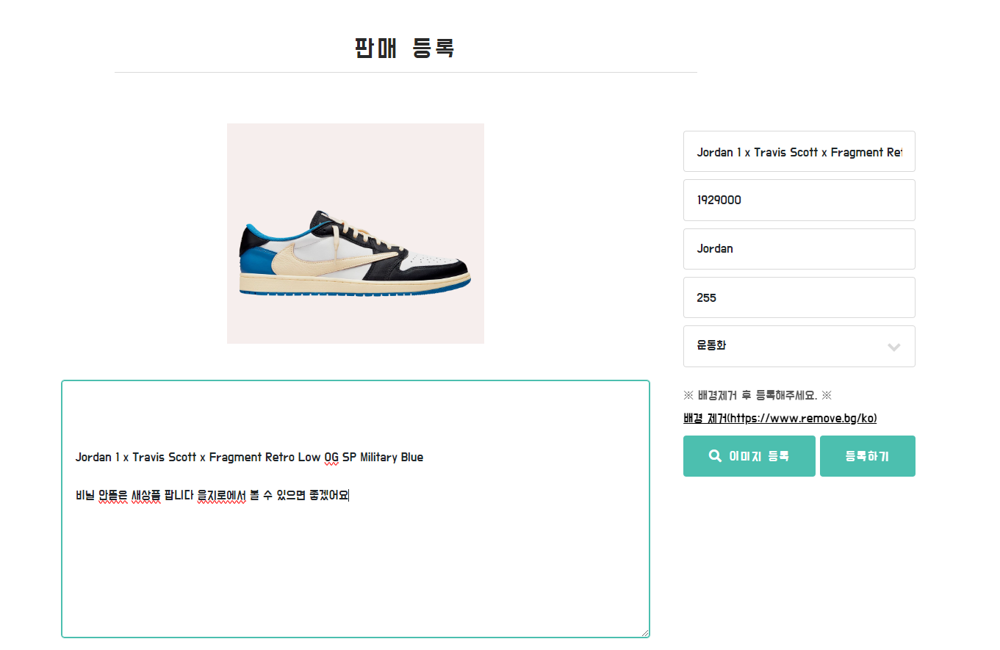 판매 등록
Jordan 1 x Travis Scott x Fragment Ret
1929000
Jordan
255
운동화
※ 배경제거 후 등록해주세요. ※
배경 제거(https://www.remove.bg/ko)
이미지 등록
등록하기
Jordan 1 x Travis Scott x Fragment Retro Low OG SP Military Blue
비닐 안뜯은 새상품 팝니다 을지로에서 볼 수 있으면 좋겠어요